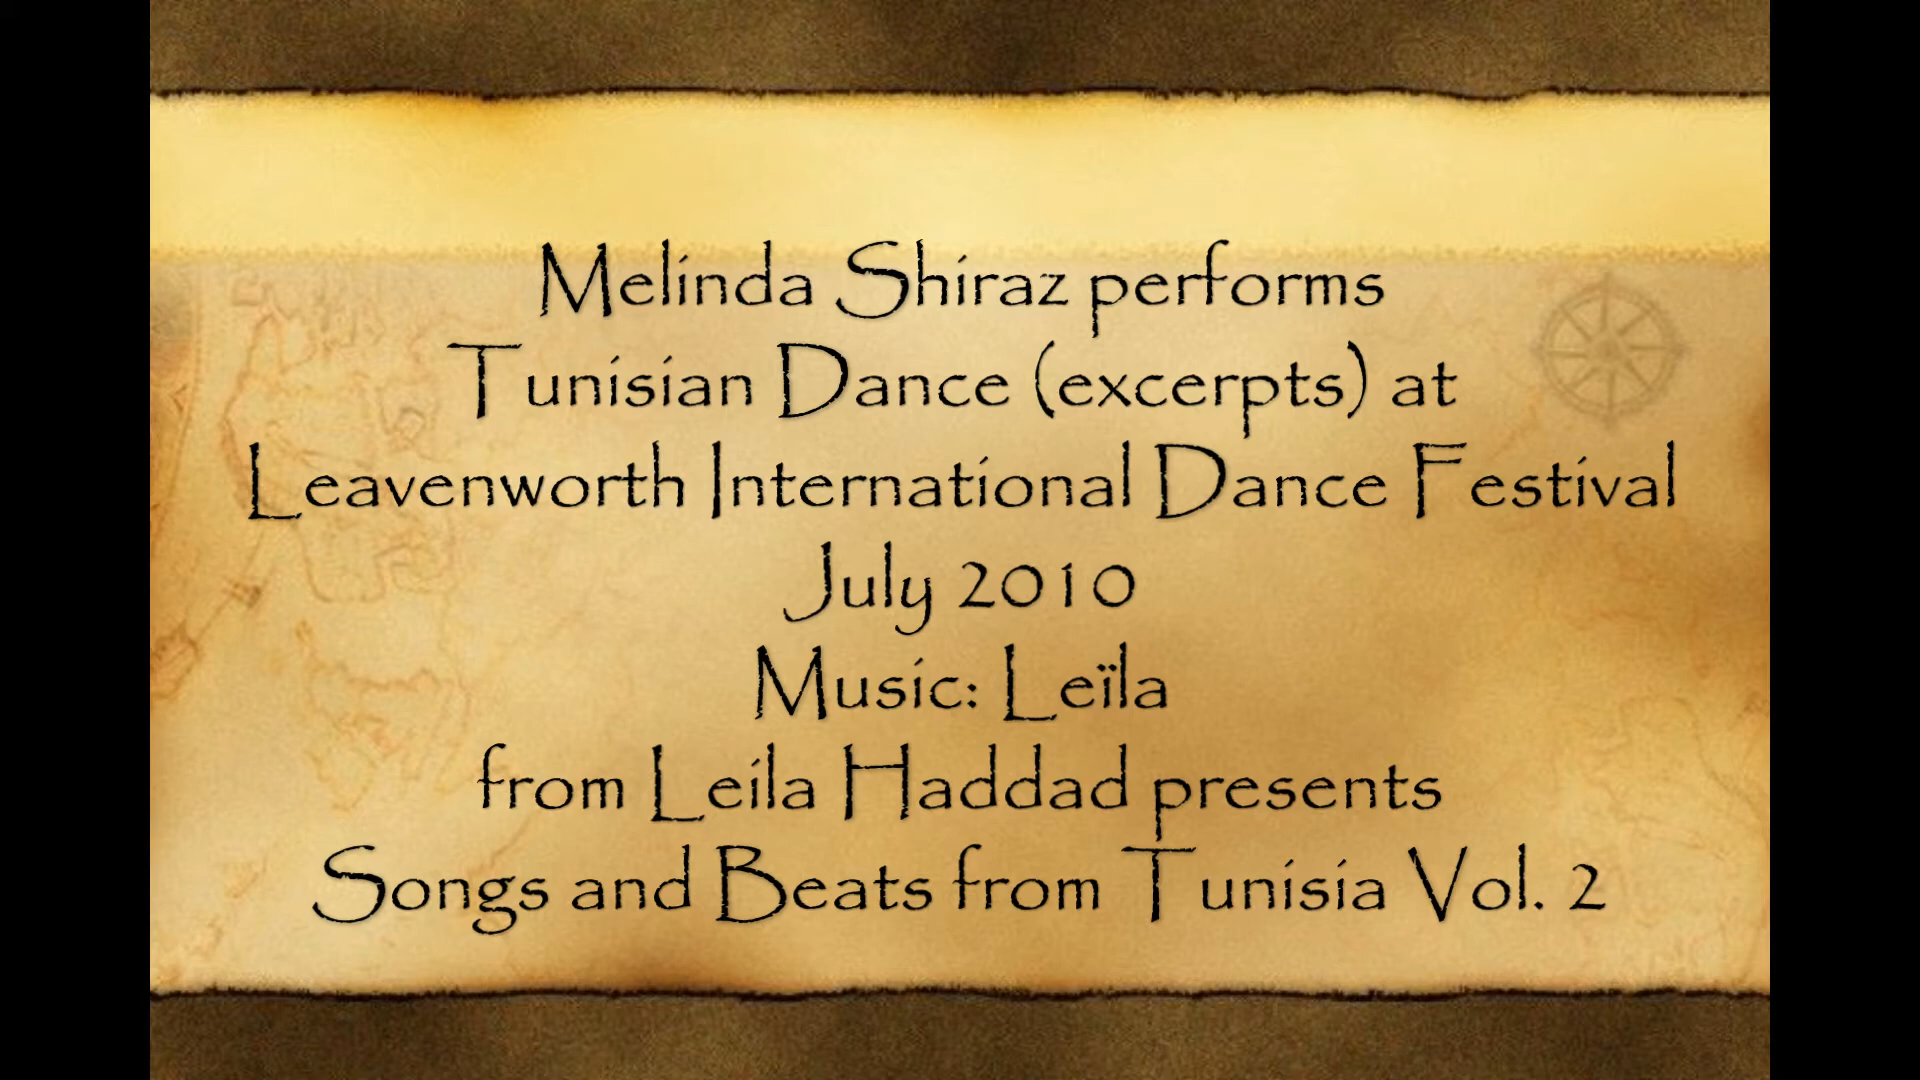 Melinda Shiraz performs
Tunisian Dance (excerpts) at
Leavenworth International Dance Festival
July 2010
Music: Leïla
from Leila Haddad presents
Songs and Beats from Tunisia Vol. 2